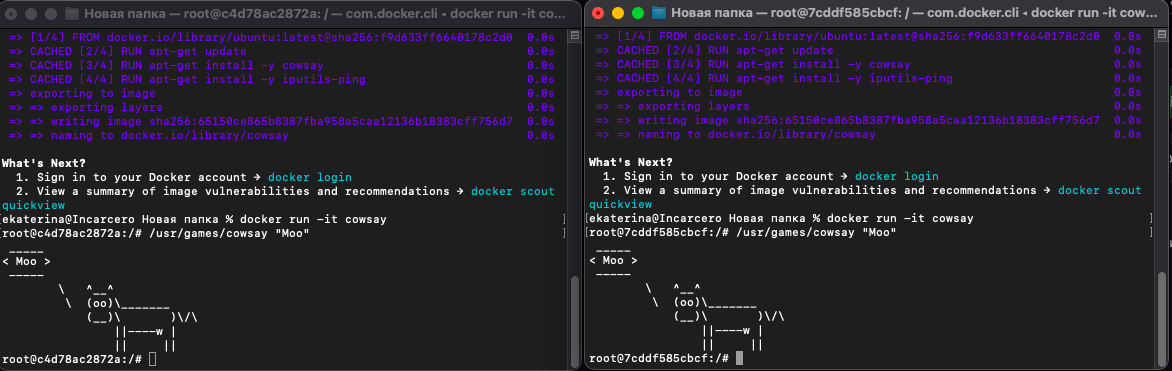 Новая папка — root@c4d78ac2872a: / — com.docker.cli ◂ docker run -it co…
=> [1/4] FROM docker.io/library/ubuntu:latest@sha256:f9d633ff6640178c2d0  0.0s
=> CACHED [2/4] RUN apt-get update  0.0s
=> CACHED [3/4] RUN apt-get install -y cowsay  0.0s
=> CACHED [4/4] RUN apt-get install -y iputils-ping  0.0s
=> exporting to image  0.0s
=> => exporting layers  0.0s
=> => writing image sha256:65150ce865b8387fba958a5caa12136b18383cff756d7  0.0s
=> => naming to docker.io/library/cowsay  0.0s
What's Next?
1. Sign in to your Docker account → docker login
2. View a summary of image vulnerabilities and recommendations → docker scout
quickview
[ekaterina@Incarcero Новая папка % docker run -it cowsay ]
[root@c4d78ac2872a:/# /usr/games/cowsay "Moo" ]
 _____
< Moo >
 -----
        \   ^__^
         \  (oo)\_______
            (__)\       )\/\
                ||----w |
                ||     ||
root@c4d78ac2872a:/#
Новая папка — root@7cddf585cbcf: / — com.docker.cli ◂ docker run -it cow…
=> [1/4] FROM docker.io/library/ubuntu:latest@sha256:f9d633ff6640178c2d0  0.0s
=> CACHED [2/4] RUN apt-get update  0.0s
=> CACHED [3/4] RUN apt-get install -y cowsay  0.0s
=> CACHED [4/4] RUN apt-get install -y iputils-ping  0.0s
=> exporting to image  0.0s
=> => exporting layers  0.0s
=> => writing image sha256:65150ce865b8387fba958a5caa12136b18383cff756d7  0.0s
=> => naming to docker.io/library/cowsay  0.0s
What's Next?
1. Sign in to your Docker account → docker login
2. View a summary of image vulnerabilities and recommendations → docker scout
quickview
[ekaterina@Incarcero Новая папка % docker run -it cowsay ]
[root@7cddf585cbcf:/# /usr/games/cowsay "Moo" ]
 _____
< Moo >
 -----
        \   ^__^
         \  (oo)\_______
            (__)\       )\/\
                ||----w |
                ||     ||
root@7cddf585cbcf:/#